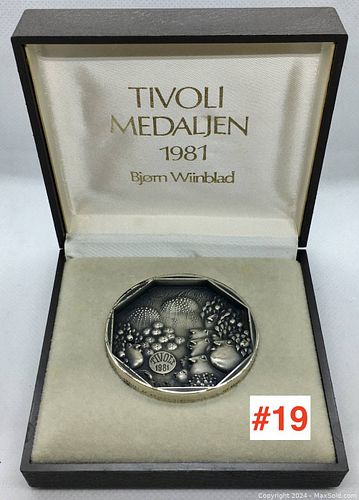 TIVOLI
MEDALJEN
1981
Bjørn Wiinblad
TIVOLI
1981
#19
Copyright 2024 - MaxSold.com